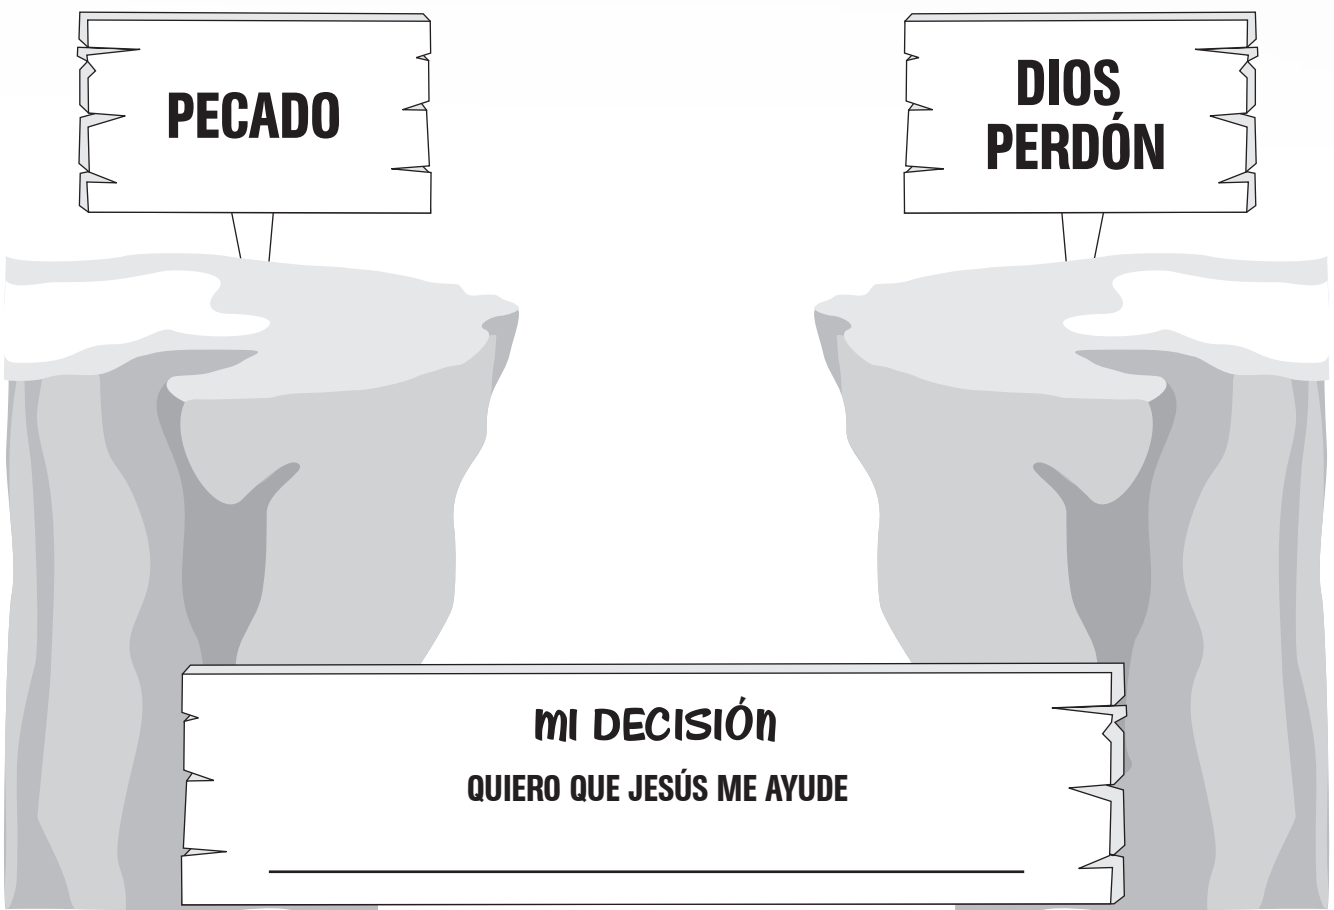 PECADO
DIOS
PERDÓN
MI DECISIÓN
QUIERO QUE JESÚS ME AYUDE